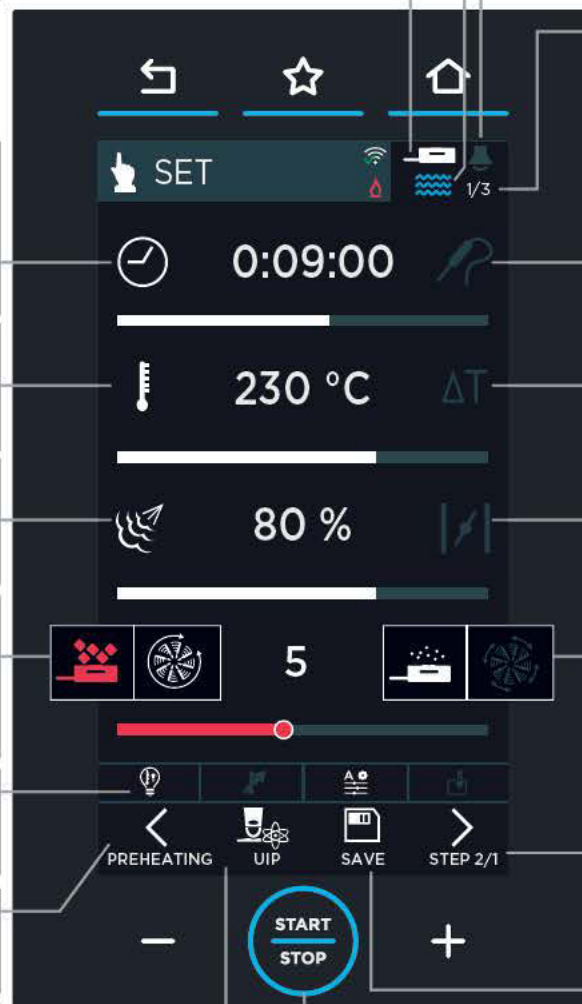 SET
1/3
0:09:00
230 °C
ΔT
80 %
5
A
PREHEATING UIP SAVE STEP 2/1
START
STOP